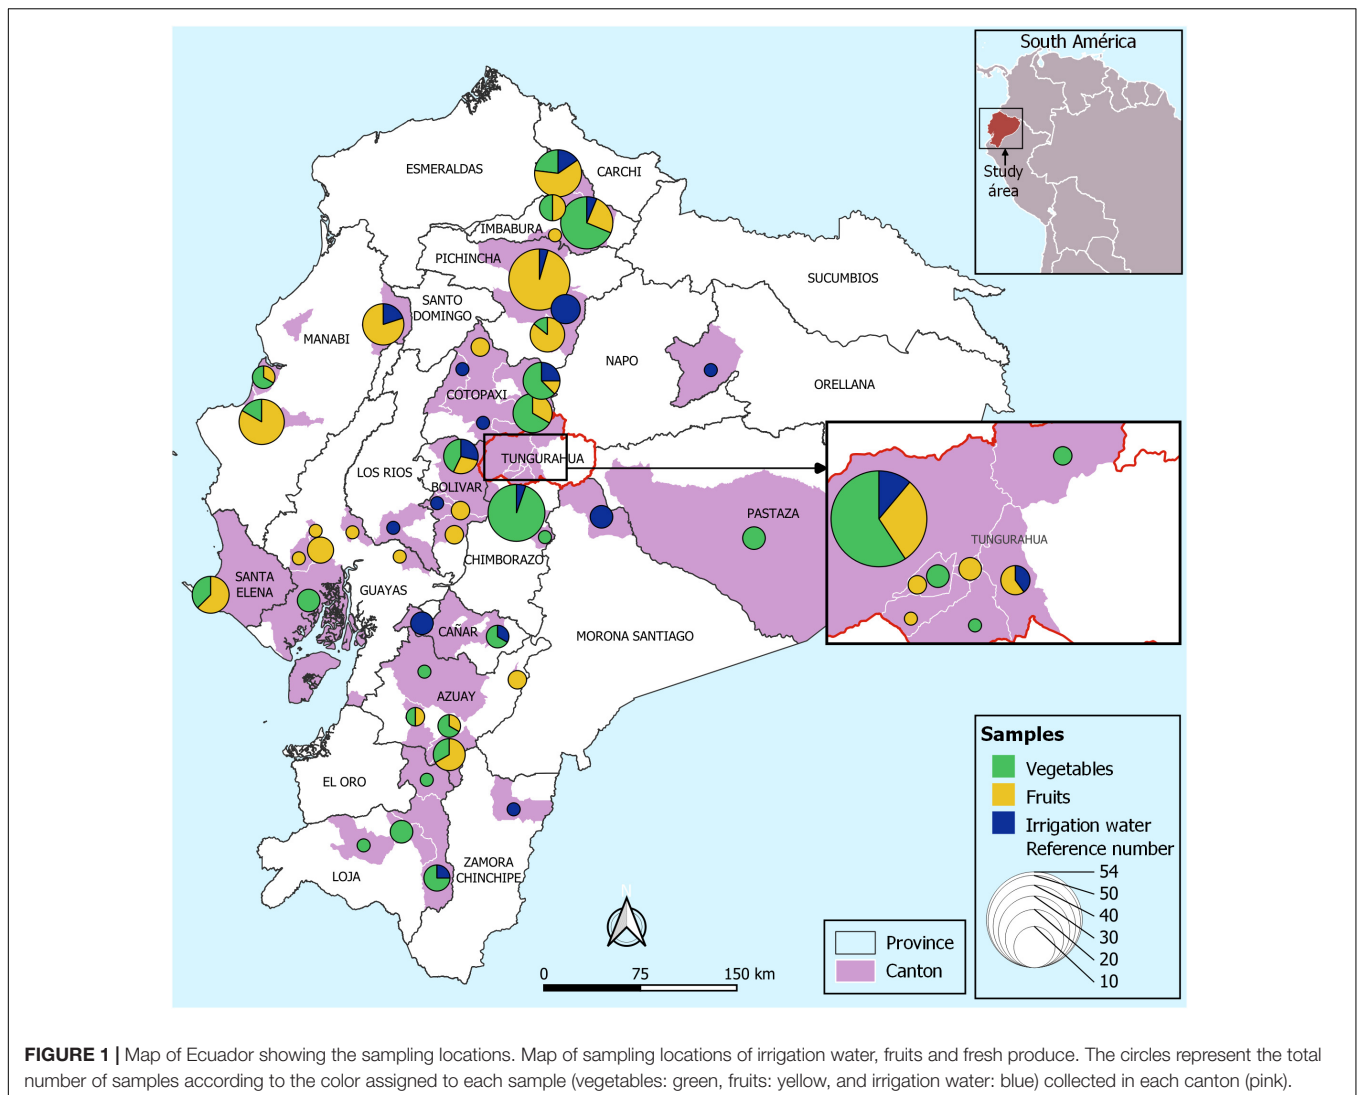 South América
Study
área
ESMERALDAS
CARCHI
IMBABURA
PICHINCHA
SUCUMBIOS
SANTO
DOMINGO
MANABI
NAPO
ORELLANA
COTOPAXI
TUNGURAHUA
LOS RIOS
BOLIVAR
PASTAZA
TUNGURAHUA
CHIMBORAZO
SANTA
ELENA
GUAYAS
CAÑAR
MORONA SANTIAGO
AZUAY
EL ORO
ZAMORA
CHINCHIPE
LOJA
Samples
Vegetables
Fruits
Irrigation water
Reference number
54
50
40
30
20
10
N
Province
Canton
0 75 150 km
FIGURE 1 | Map of Ecuador showing the sampling locations. Map of sampling locations of irrigation water, fruits and fresh produce. The circles represent the total
number of samples according to the color assigned to each sample (vegetables: green, fruits: yellow, and irrigation water: blue) collected in each canton (pink).